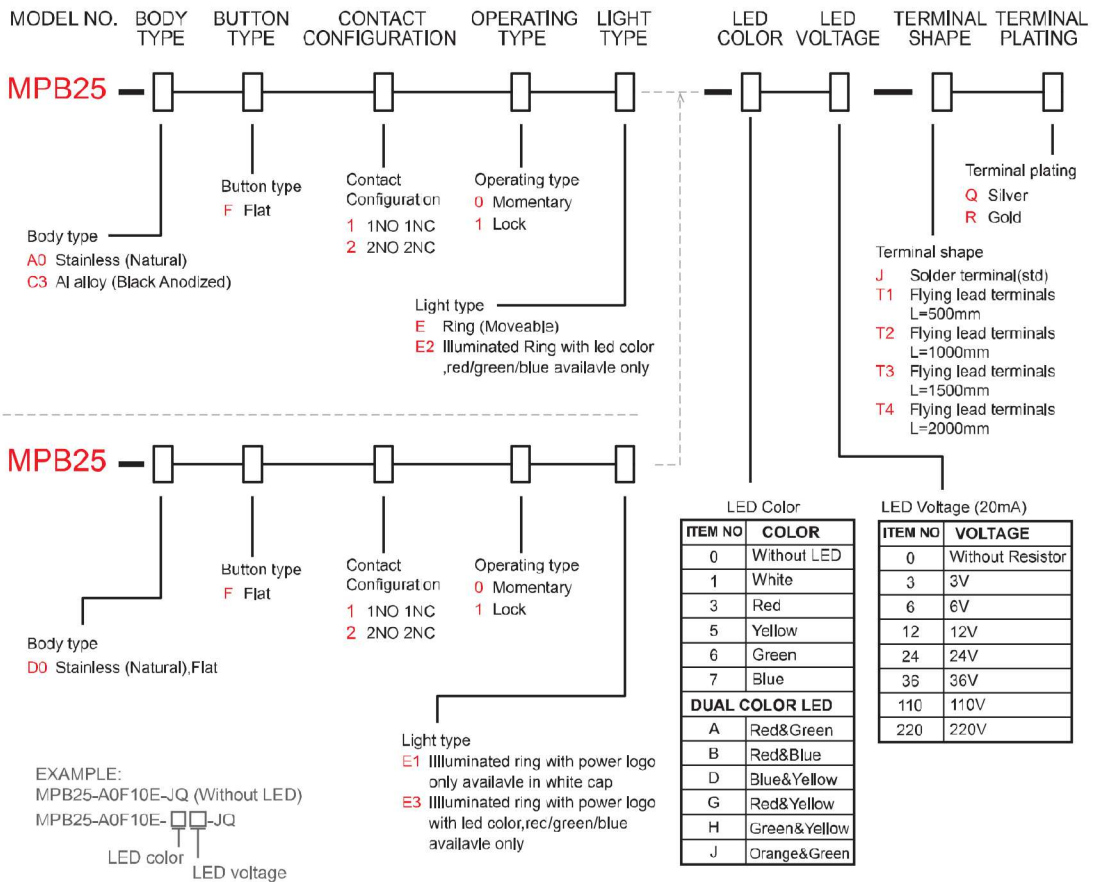 MODEL NO. BODY TYPE BUTTON TYPE CONTACT CONFIGURATION OPERATING TYPE LIGHT TYPE LED COLOR LED VOLTAGE TERMINAL SHAPE TERMINAL PLATING
MPB25
Body type
A0 Stainless (Natural)
C3 Al alloy (Black Anodized)
Button type
F Flat
Contact
Configuration
1 1NO 1NC
2 2NO 2NC
Operating type
0 Momentary
1 Lock
Light type
E Ring (Moveable)
E2 Illuminated Ring with led color
,red/green/blue availavle only
Terminal plating
Q Silver
R Gold
Terminal shape
J Solder terminal(std)
T1 Flying lead terminals
L=500mm
T2 Flying lead terminals
L=1000mm
T3 Flying lead terminals
L=1500mm
T4 Flying lead terminals
L=2000mm
MPB25
Body type
D0 Stainless (Natural),Flat
Button type
F Flat
Contact
Configuration
1 1NO 1NC
2 2NO 2NC
Operating type
0 Momentary
1 Lock
Light type
E1 Illluminated ring with power logo
only availavle in white cap
E3 Illluminated ring with power logo
with led color,rec/green/blue
availavle only
LED Color
ITEM NO COLOR
0 Without LED
1 White
3 Red
5 Yellow
6 Green
7 Blue
DUAL COLOR LED
A Red&Green
B Red&Blue
D Blue&Yellow
G Red&Yellow
H Green&Yellow
J Orange&Green
LED Voltage (20mA)
ITEM NO VOLTAGE
0 Without Resistor
3 3V
6 6V
12 12V
24 24V
36 36V
110 110V
220 220V
EXAMPLE:
MPB25-A0F10E-JQ (Without LED)
MPB25-A0F10E-□□-JQ
LED color
LED voltage